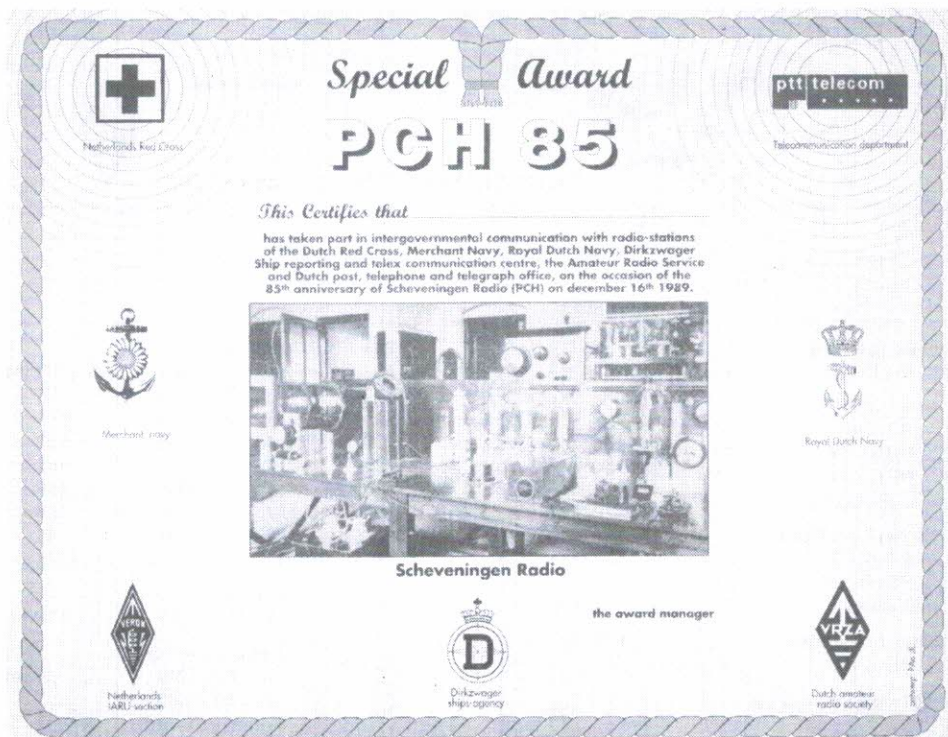 Special Award
PCH 85
Netherlands Red Cross
ptt telecom
Telecommunication department
This Certifies that
has taken part in intergovernmental communication with radio-stations
of the Dutch Red Cross, Merchant Navy, Royal Dutch Navy, Dirkzwager
Ship reporting and telex communication centre, the Amateur Radio Service
and Dutch post, telephone and telegraph office, on the occasion of the
85th anniversary of Scheveningen Radio (PCH) on december 16th 1989.
Merchant navy
Royal Dutch Navy
Scheveningen Radio
the award manager
VERON
Netherlands
IARU-section
D
Dirkzwager
ships-agency
VRZA
Dutch amateur
radio society